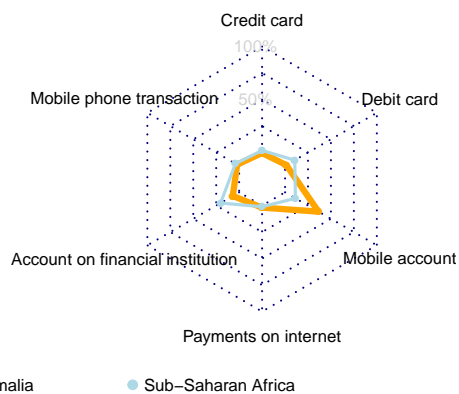 Credit card
100%
Mobile phone transaction
50%
Debit card
Account on financial institution
Mobile account
Payments on internet
malia
Sub−Saharan Africa